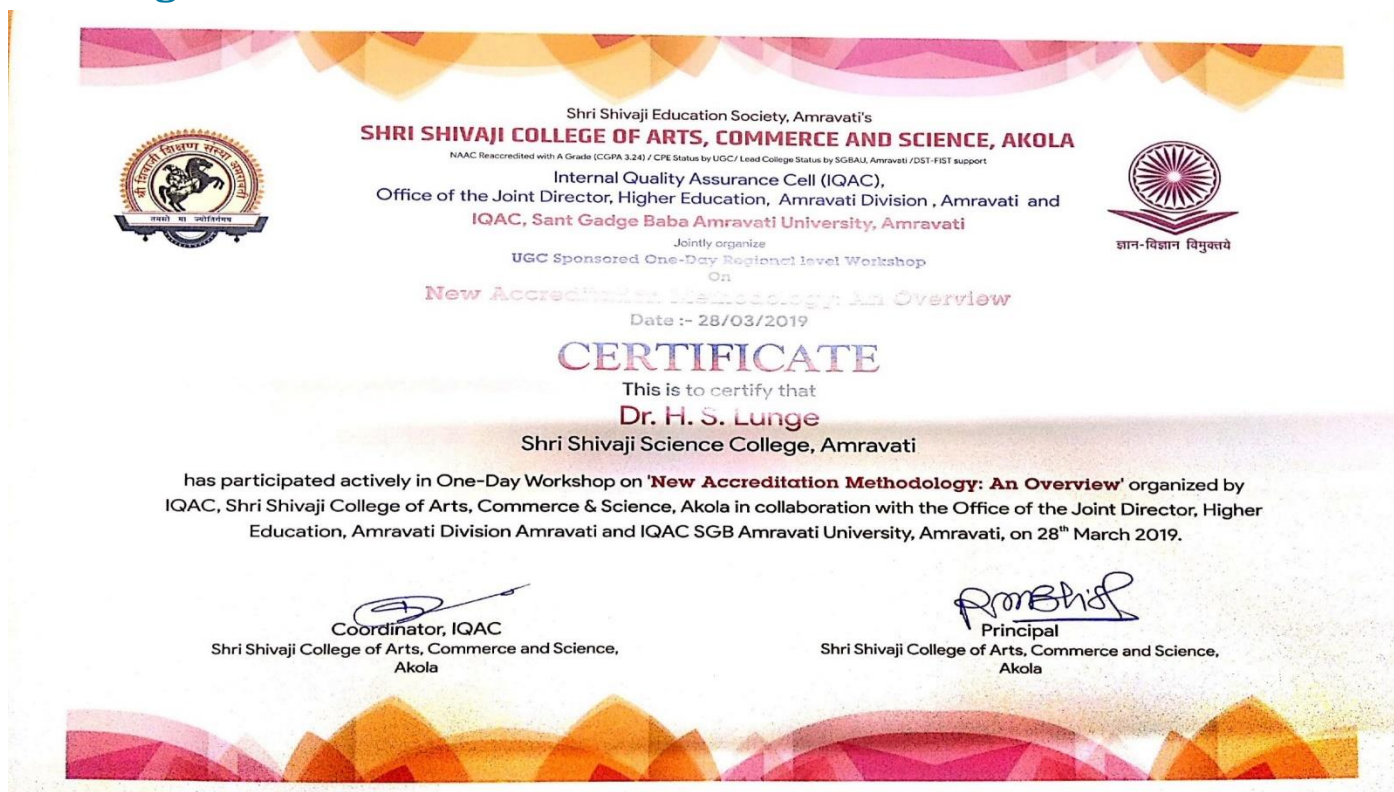 Shri Shivaji Education Society, Amravati's
SHRI SHIVAJI COLLEGE OF ARTS, COMMERCE AND SCIENCE, AKOLA
NAAC Reaccredited with A Grade (CGPA 3.24) / CPE Status by UGC/ Lead College Status by SGBAU, Amravati /DST-FIST support
Internal Quality Assurance Cell (IQAC),
Office of the Joint Director, Higher Education, Amravati Division , Amravati and
IQAC, Sant Gadge Baba Amravati University, Amravati
Jointly organize
UGC Sponsored One-Day Regional level Workshop
On
New Accreditation Methodology: An Overview
Date :- 28/03/2019
श्री शिवाजी शिक्षण संस्था अमरावती
तमसो मा ज्योतिर्गमय
ज्ञान-विज्ञान विमुक्तये
CERTIFICATE
This is to certify that
Dr. H. S. Lunge
Shri Shivaji Science College, Amravati
has participated actively in One-Day Workshop on 'New Accreditation Methodology: An Overview' organized by
IQAC, Shri Shivaji College of Arts, Commerce & Science, Akola in collaboration with the Office of the Joint Director, Higher
Education, Amravati Division Amravati and IQAC SGB Amravati University, Amravati, on 28th March 2019.
Coordinator, IQAC
Shri Shivaji College of Arts, Commerce and Science,
Akola
Principal
Shri Shivaji College of Arts, Commerce and Science,
Akola